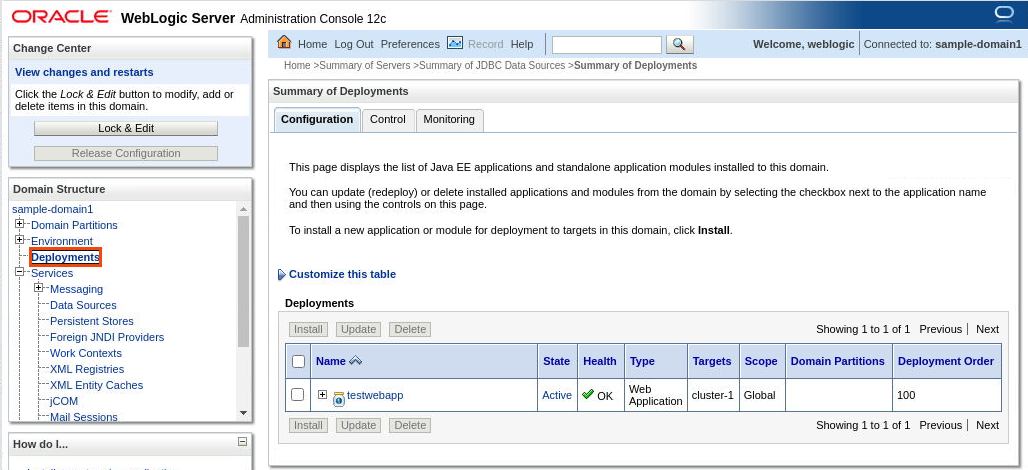 ORACLE® WebLogic Server Administration Console 12c
Change Center
View changes and restarts
Click the Lock & Edit button to modify, add or
delete items in this domain.
Lock & Edit
Release Configuration
Domain Structure
sample-domain1
Domain Partitions
Environment
Deployments
Services
Messaging
Data Sources
Persistent Stores
Foreign JNDI Providers
Work Contexts
XML Registries
XML Entity Caches
jCOM
Mail Sessions
How do I...
Home Log Out Preferences Record Help
Welcome, weblogic Connected to: sample-domain1
Home >Summary of Servers >Summary of JDBC Data Sources >Summary of Deployments
Summary of Deployments
Configuration Control Monitoring
This page displays the list of Java EE applications and standalone application modules installed to this domain.
You can update (redeploy) or delete installed applications and modules from the domain by selecting the checkbox next to the application name
and then using the controls on this page.
To install a new application or module for deployment to targets in this domain, click Install.
Customize this table
Deployments
Install Update Delete Showing 1 to 1 of 1 Previous | Next
Name State Health Type Targets Scope Domain Partitions Deployment Order
testwebapp Active OK Web Application cluster-1 Global 100
Install Update Delete Showing 1 to 1 of 1 Previous | Next